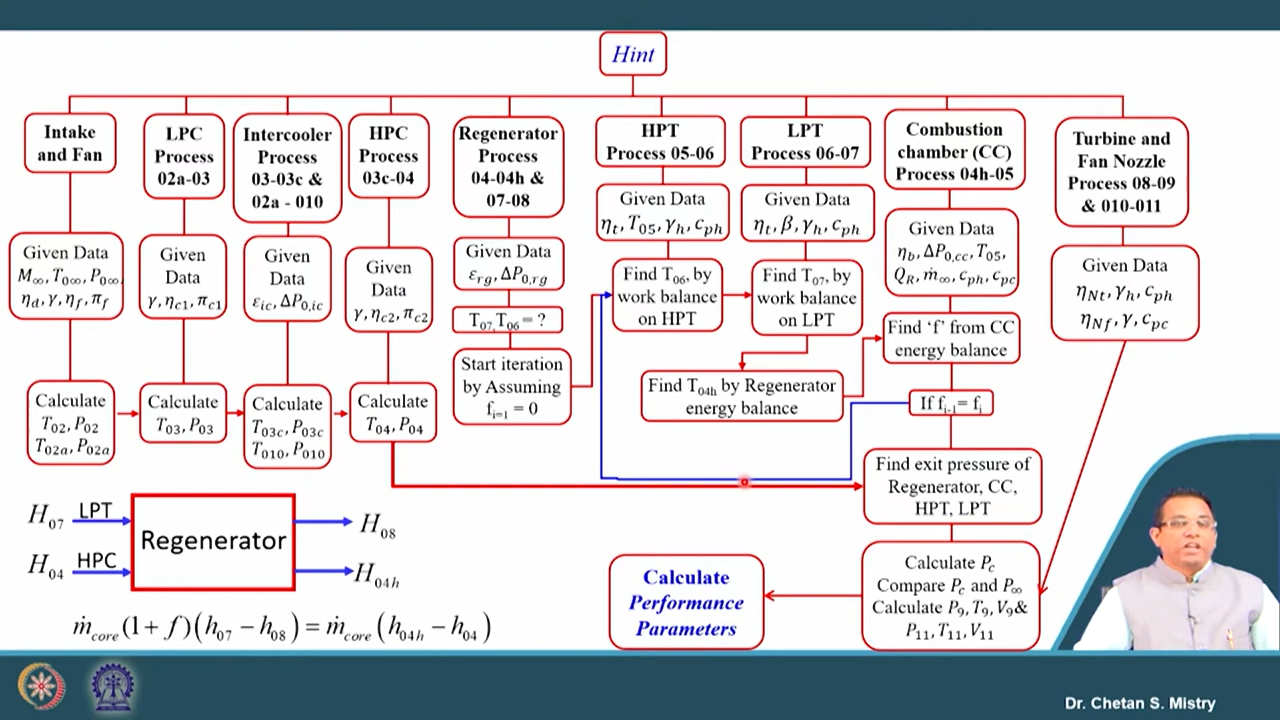 Hint
Intake
and Fan
LPC
Process
02a-03
Intercooler
Process
03-03c &
02a - 010
HPC
Process
03c-04
Regenerator
Process
04-04h &
07-08
HPT
Process 05-06
LPT
Process 06-07
Combustion
chamber (CC)
Process 04h-05
Turbine and
Fan Nozzle
Process 08-09
& 010-011
Given Data
M∞, T0∞, P0∞,
ηd, γ, ηf, πf
Given
Data
γ, ηc1, πc1
Given
Data
εic, ΔP0,ic
Given
Data
γ, ηc2, πc2
Given Data
εrg, ΔP0,rg
T07, T06 = ?
Start iteration
by Assuming
fi=1 = 0
Given Data
ηt, T05, γh, cph
Find T06, by
work balance
on HPT
Given Data
ηt, β, γh, cph
Find T07, by
work balance
on LPT
Find T04h by Regenerator
energy balance
Given Data
ηb, ΔP0,cc, T05,
QR, ṁ∞, cph, cpc
Find ‘f’ from CC
energy balance
If fi-1= fi
Given Data
ηNt, γh, cph
ηNf, γ, cpc
Calculate
T02, P02
T02a, P02a
Calculate
T03, P03
Calculate
T03c, P03c
T010, P010
Calculate
T04, P04
Find exit pressure of
Regenerator, CC,
HPT, LPT
Calculate Pc
Compare Pc and P∞
Calculate P9, T9, V9&
P11, T11, V11
Calculate
Performance
Parameters
H07 LPT
H04 HPC
Regenerator
H08
H04h
ṁcore(1 + f)(h07 − h08) = ṁcore(h04h − h04)
Dr. Chetan S. Mistry